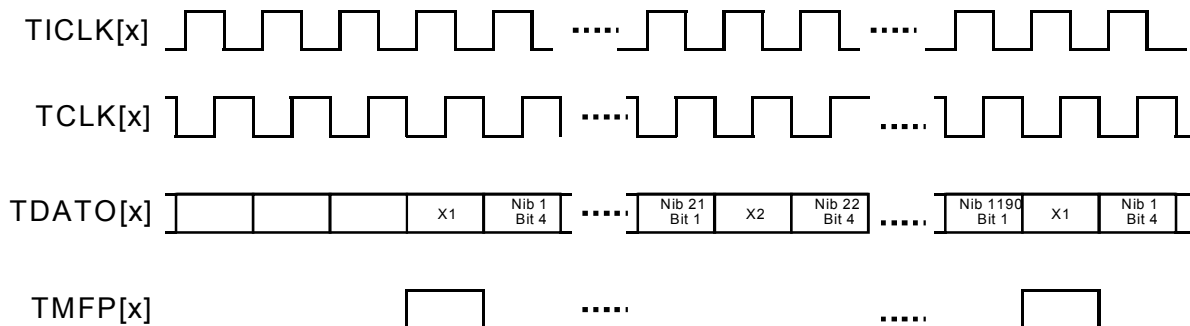 TICLK[x]
TCLK[x]
TDATO[x]
X1
Nib 1
Bit 4
Nib 21
Bit 1
X2
Nib 22
Bit 4
Nib 1190
Bit 1
X1
Nib 1
Bit 4
TMFP[x]